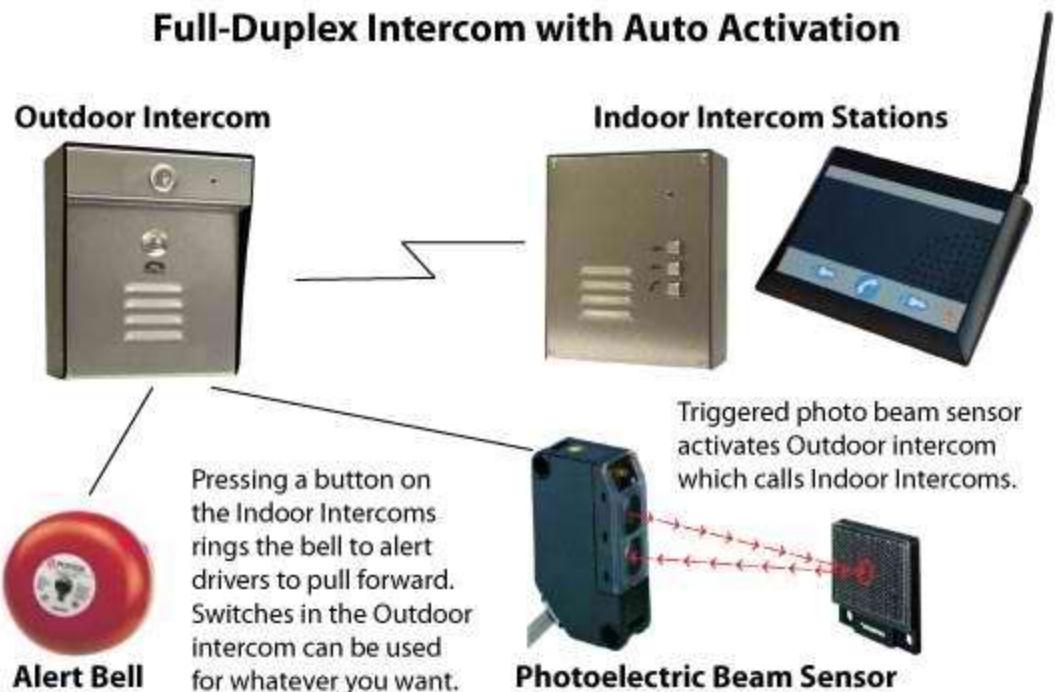 Full-Duplex Intercom with Auto Activation
Outdoor Intercom
Indoor Intercom Stations
Triggered photo beam sensor
activates Outdoor intercom
which calls Indoor Intercoms.
Pressing a button on
the Indoor Intercoms
rings the bell to alert
drivers to pull forward.
Switches in the Outdoor
intercom can be used
for whatever you want.
Alert Bell
Photoelectric Beam Sensor